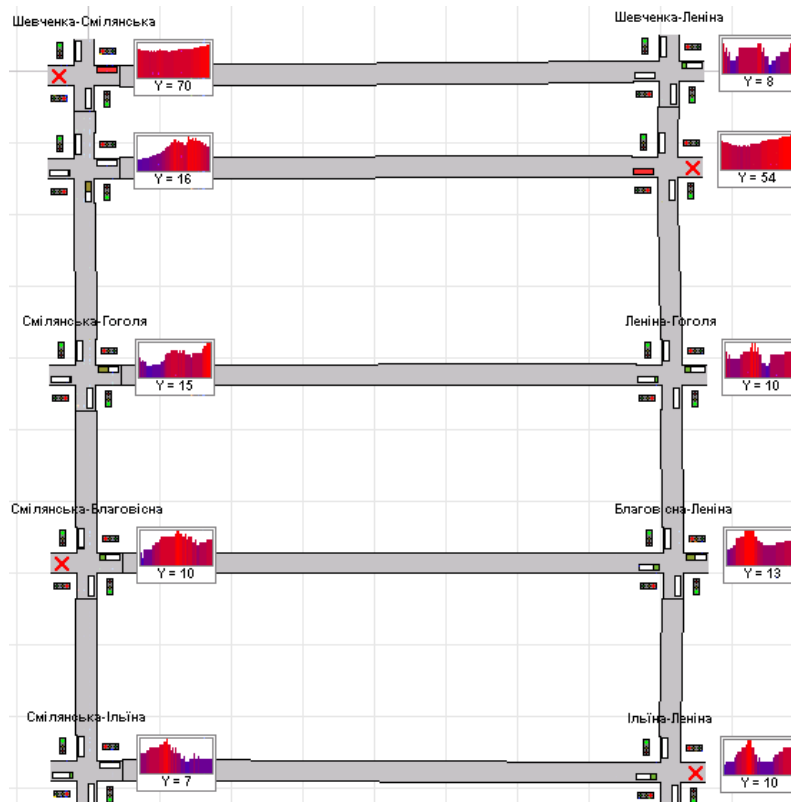 Шевченка-Смілянська
Шевченка-Леніна
Y = 70
Y = 8
Y = 16
Y = 54
Смілянська-Гоголя
Леніна-Гоголя
Y = 15
Y = 10
Смілянська-Благовісна
Благовісна-Леніна
Y = 10
Y = 13
Смілянська-Ільїна
Ільїна-Леніна
Y = 7
Y = 10